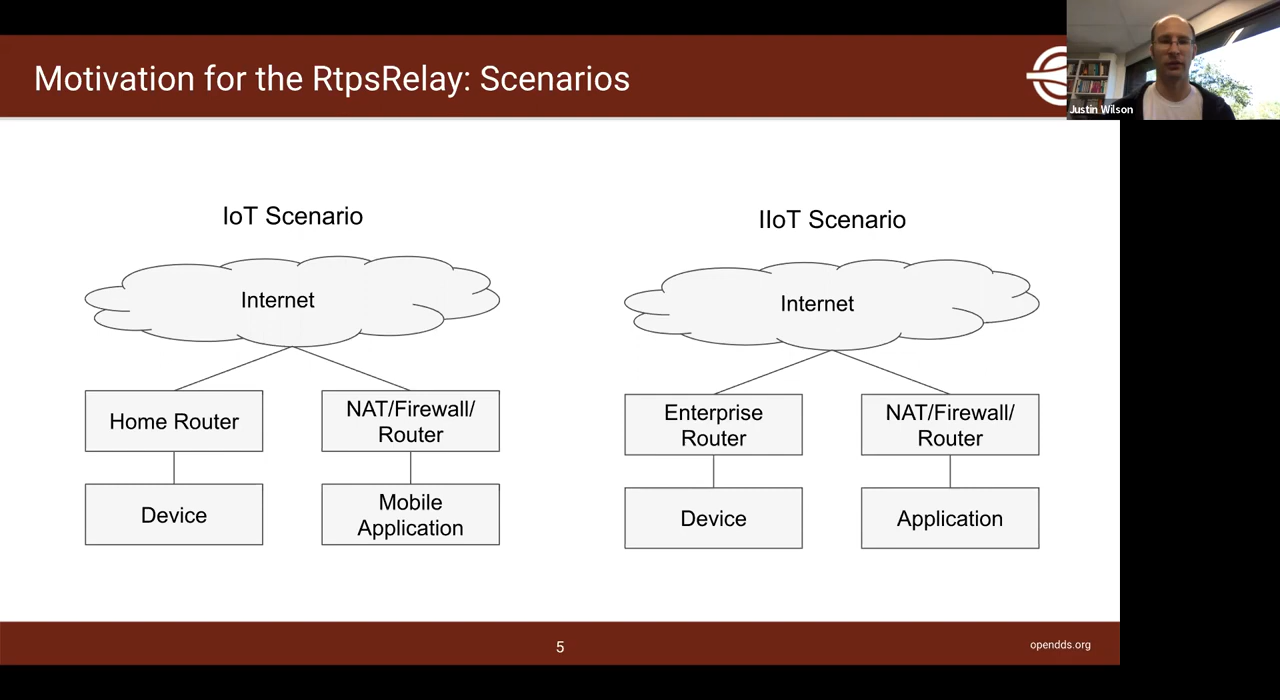 Motivation for the RtpsRelay: Scenarios
Justin Wilson
IoT Scenario
Internet
Home Router
NAT/Firewall/
Router
Device
Mobile
Application
IIoT Scenario
Internet
Enterprise
Router
NAT/Firewall/
Router
Device
Application
5
opendds.org